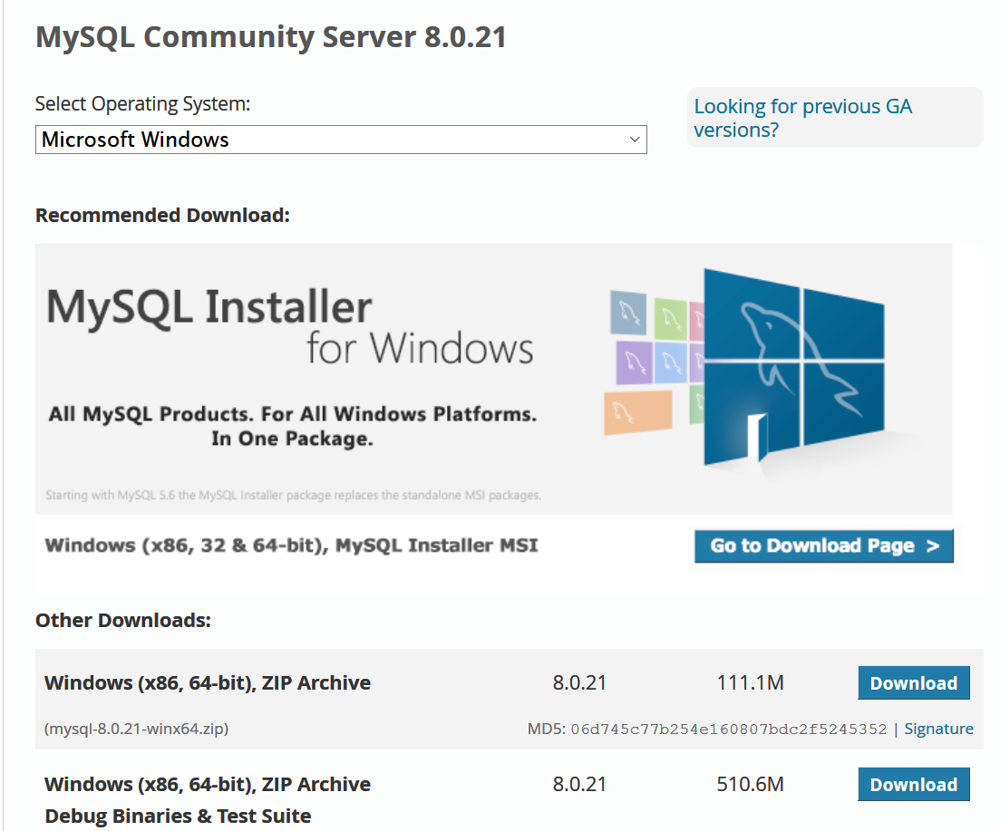 MySQL Community Server 8.0.21
Select Operating System:
Microsoft Windows
Looking for previous GA
versions?
Recommended Download:
MySQL Installer
for Windows
All MySQL Products. For All Windows Platforms.
In One Package.
Starting with MySQL 5.6 the MySQL Installer package replaces the standalone MSI packages.
Windows (x86, 32 & 64-bit), MySQL Installer MSI
Go to Download Page >
Other Downloads:
Windows (x86, 64-bit), ZIP Archive 8.0.21 111.1M Download
(mysql-8.0.21-winx64.zip) MD5: 06d745c77b254e160807bdc2f5245352 | Signature
Windows (x86, 64-bit), ZIP Archive 8.0.21 510.6M Download
Debug Binaries & Test Suite